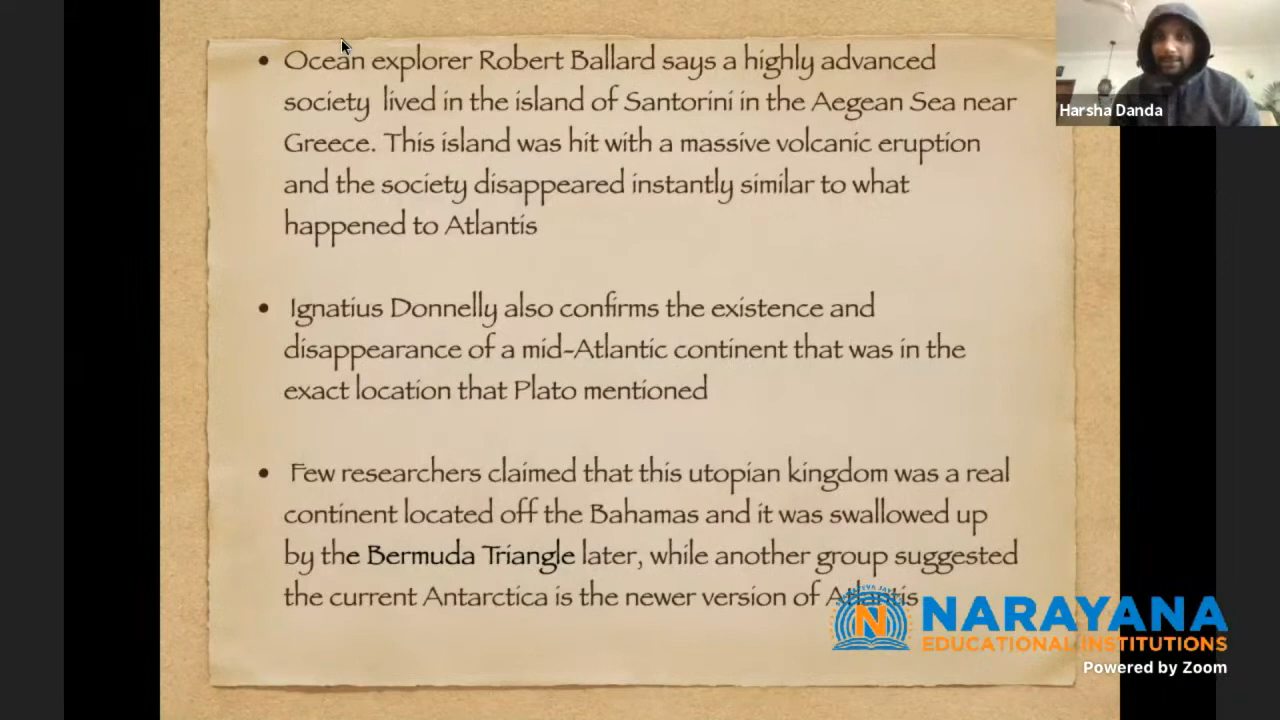 • Ocean explorer Robert Ballard says a highly advanced
society lived in the island of Santorini in the Aegean Sea near
Greece. This island was hit with a massive volcanic eruption
and the society disappeared instantly similar to what
happened to Atlantis
• Ignatius Donnelly also confirms the existence and
disappearance of a mid-Atlantic continent that was in the
exact location that Plato mentioned
• Few researchers claimed that this utopian kingdom was a real
continent located off the Bahamas and it was swallowed up
by the Bermuda Triangle later, while another group suggested
the current Antarctica is the newer version of Atlantis
Harsha Danda
N
NARAYANA
EDUCATIONAL INSTITUTIONS
Powered by Zoom